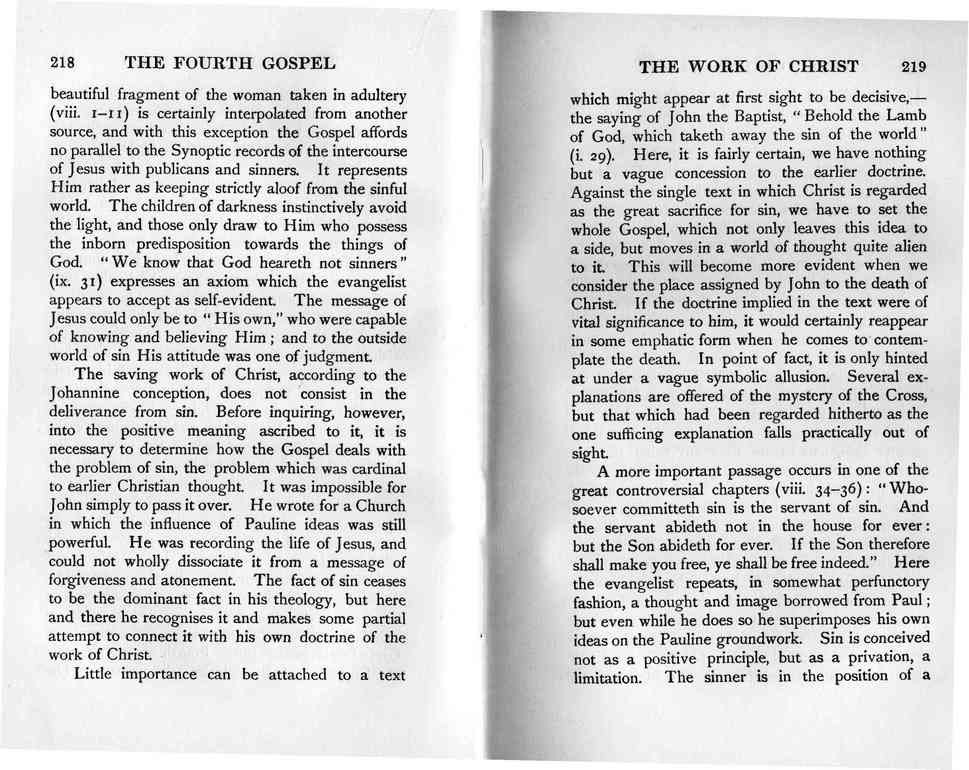 218 THE FOURTH GOSPEL
beautiful fragment of the woman taken in adultery
(viii. 1–11) is certainly interpolated from another
source, and with this exception the Gospel affords
no parallel to the Synoptic records of the intercourse
of Jesus with publicans and sinners. It represents
Him rather as keeping strictly aloof from the sinful
world. The children of darkness instinctively avoid
the light, and those only draw to Him who possess
the inborn predisposition towards the things of
God. “We know that God heareth not sinners”
(ix. 31) expresses an axiom which the evangelist
appears to accept as self-evident. The message of
Jesus could only be to “His own,” who were capable
of knowing and believing Him; and to the outside
world of sin His attitude was one of judgment.
The saving work of Christ, according to the
Johannine conception, does not consist in the
deliverance from sin. Before inquiring, however,
into the positive meaning ascribed to it, it is
necessary to determine how the Gospel deals with
the problem of sin, the problem which was cardinal
to earlier Christian thought. It was impossible for
John simply to pass it over. He wrote for a Church
in which the influence of Pauline ideas was still
powerful. He was recording the life of Jesus, and
could not wholly dissociate it from a message of
forgiveness and atonement. The fact of sin ceases
to be the dominant fact in his theology, but here
and there he recognises it and makes some partial
attempt to connect it with his own doctrine of the
work of Christ.
Little importance can be attached to a text
THE WORK OF CHRIST 219
which might appear at first sight to be decisive,—
the saying of John the Baptist, “Behold the Lamb
of God, which taketh away the sin of the world”
(i. 29). Here, it is fairly certain, we have nothing
but a vague concession to the earlier doctrine.
Against the single text in which Christ is regarded
as the great sacrifice for sin, we have to set the
whole Gospel, which not only leaves this idea to
a side, but moves in a world of thought quite alien
to it. This will become more evident when we
consider the place assigned by John to the death of
Christ. If the doctrine implied in the text were of
vital significance to him, it would certainly reappear
in some emphatic form when he comes to contem-
plate the death. In point of fact, it is only hinted
at under a vague symbolic allusion. Several ex-
planations are offered of the mystery of the Cross,
but that which had been regarded hitherto as the
one sufficing explanation falls practically out of
sight.
A more important passage occurs in one of the
great controversial chapters (viii. 34–36): “Who-
soever committeth sin is the servant of sin. And
the servant abideth not in the house for ever:
but the Son abideth for ever. If the Son therefore
shall make you free, ye shall be free indeed.” Here
the evangelist repeats, in somewhat perfunctory
fashion, a thought and image borrowed from Paul;
but even while he does so he superimposes his own
ideas on the Pauline groundwork. Sin is conceived
not as a positive principle, but as a privation, a
limitation. The sinner is in the position of a